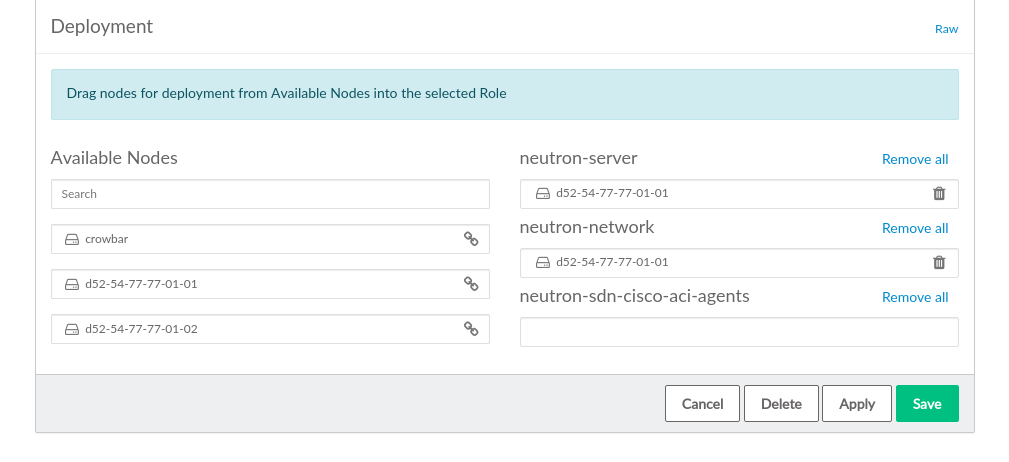 Deployment
Raw
Drag nodes for deployment from Available Nodes into the selected Role
Available Nodes
Search
crowbar
d52-54-77-77-01-01
d52-54-77-77-01-02
neutron-server
Remove all
d52-54-77-77-01-01
neutron-network
Remove all
d52-54-77-77-01-01
neutron-sdn-cisco-aci-agents
Remove all
Cancel
Delete
Apply
Save